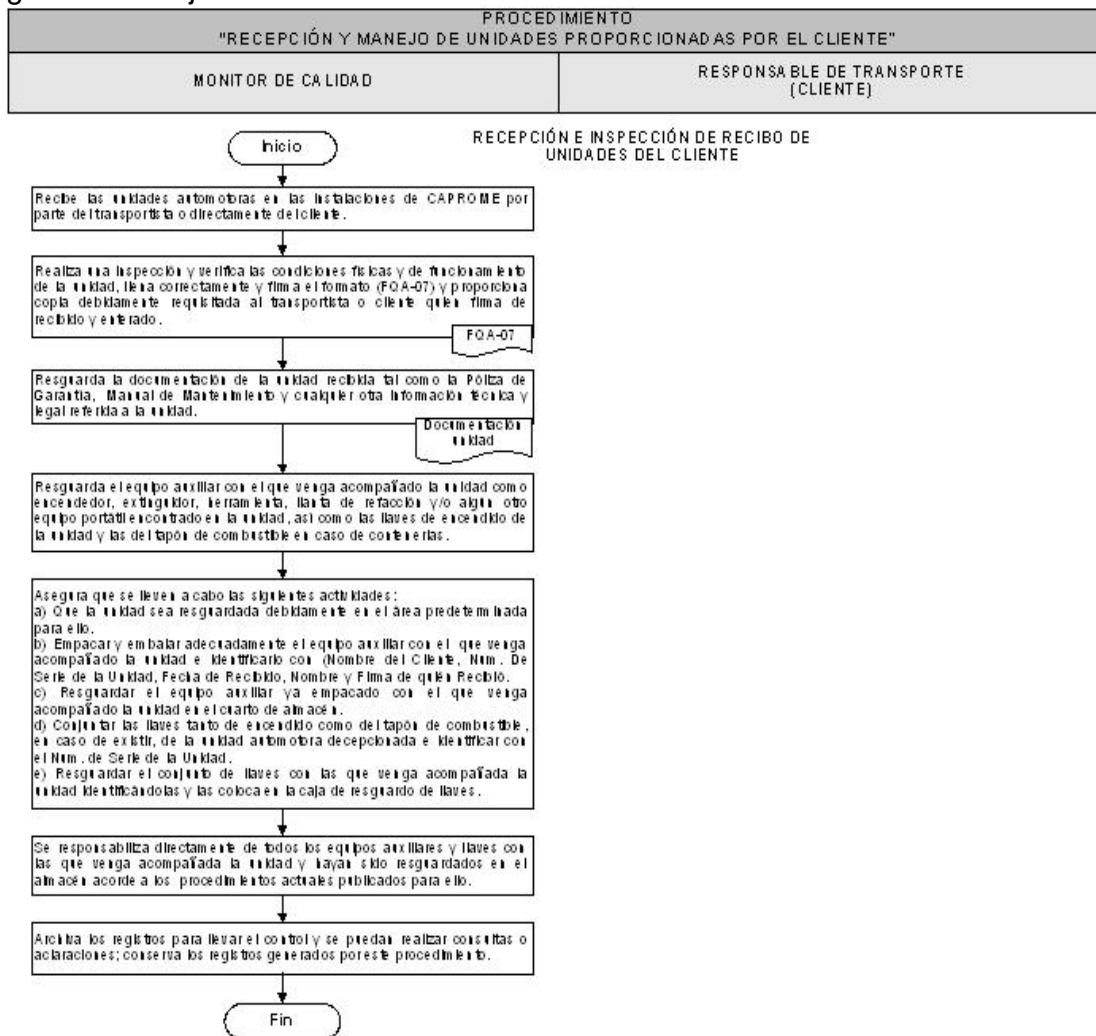 PROCEDIMIENTO
"RECEPCIÓN Y MANEJO DE UNIDADES PROPORCIONADAS POR EL CLIENTE"
MONITOR DE CALIDAD
RESPONSABLE DE TRANSPORTE
(CLIENTE)
Inicio
RECEPCIÓN E INSPECCIÓN DE RECIBO DE
UNIDADES DEL CLIENTE
Recibe las unidades automotoras en las instalaciones de CAPROME por
parte del transportista o directamente del cliente.
Realiza una inspección y verifica las condiciones físicas y de funcionamiento
de la unidad, llena correctamente y firma el formato (FQA-07) y proporciona
copia debidamente requisitada al transportista o cliente quien firma de
recibido y enterado.
FQA-07
Resguarda la documentación de la unidad recibida tal como la Póliza de
Garantía, Manual de Mantenimiento y cualquier otra información técnica y
legal referida a la unidad.
Documentación
unidad
Resguarda el equipo auxiliar con el que venga acompañado la unidad como
encendedor, extinguidor, herramienta, llanta de refacción y/o algún otro
equipo portátil encontrado en la unidad, así como las llaves de encendido de
la unidad y las del tapón de combustible en caso de contenerlas.
Asegura que se lleven a cabo las siguientes actividades:
a) Que la unidad sea resguardada debidamente en el área predeterminada
para ello.
b) Empacar y embalar adecuadamente el equipo auxiliar con el que venga
acompañado la unidad e identificarlo con (Nombre del Cliente, Num. De
Serie de la Unidad, Fecha de Recibido, Nombre y Firma de quién Recibió.
c) Resguardar el equipo auxiliar ya empacado con el que venga
acompañado la unidad en el cuarto de almacén.
d) Conjuntar las llaves tanto de encendido como del tapón de combustible,
en caso de existir, de la unidad automotora decepcionada e identificar con
el Num. de Serie de la Unidad.
e) Resguardar el conjunto de llaves con las que venga acompañada la
unidad identificándolas y las coloca en la caja de resguardo de llaves.
Se responsabiliza directamente de todos los equipos auxiliares y llaves con
las que venga acompañada la unidad y hayan sido resguardados en el
almacén acorde a los procedimientos actuales publicados para ello.
Archiva los registros para llevar el control y se puedan realizar consultas o
aclaraciones; conserva los registros generados por este procedimiento.
Fin